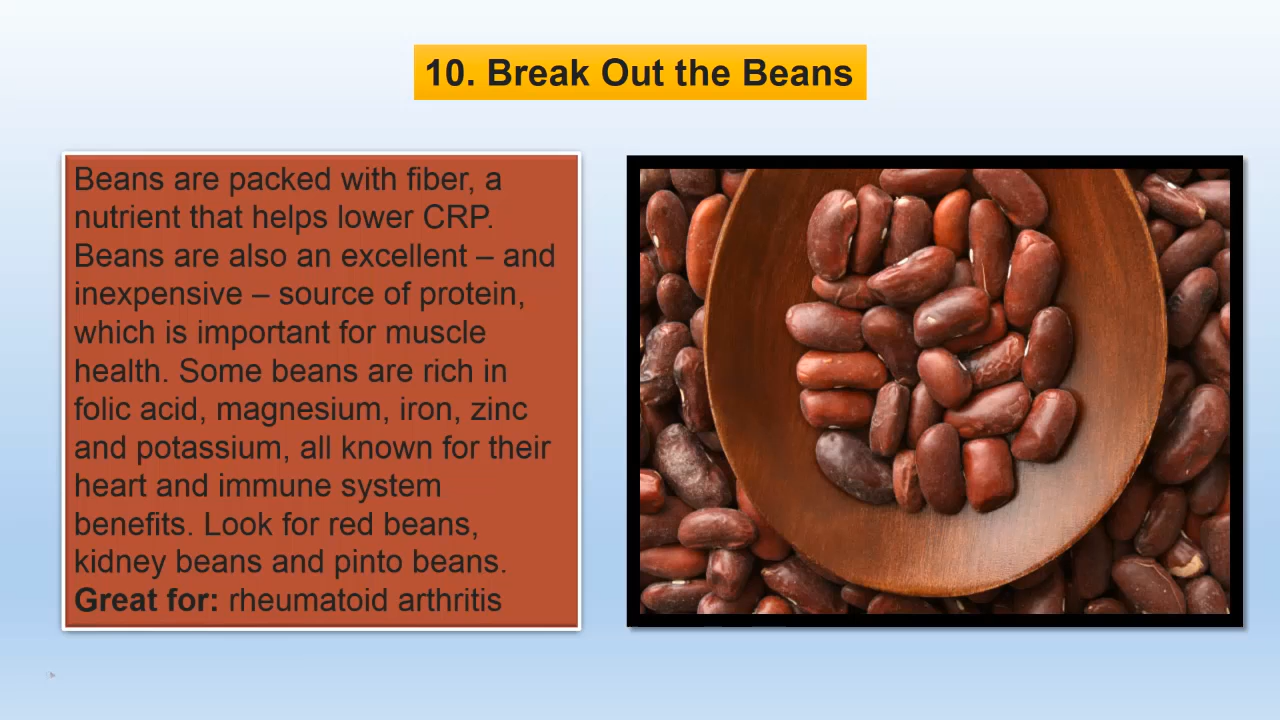 10. Break Out the Beans
Beans are packed with fiber, a
nutrient that helps lower CRP.
Beans are also an excellent – and
inexpensive – source of protein,
which is important for muscle
health. Some beans are rich in
folic acid, magnesium, iron, zinc
and potassium, all known for their
heart and immune system
benefits. Look for red beans,
kidney beans and pinto beans.
Great for: rheumatoid arthritis